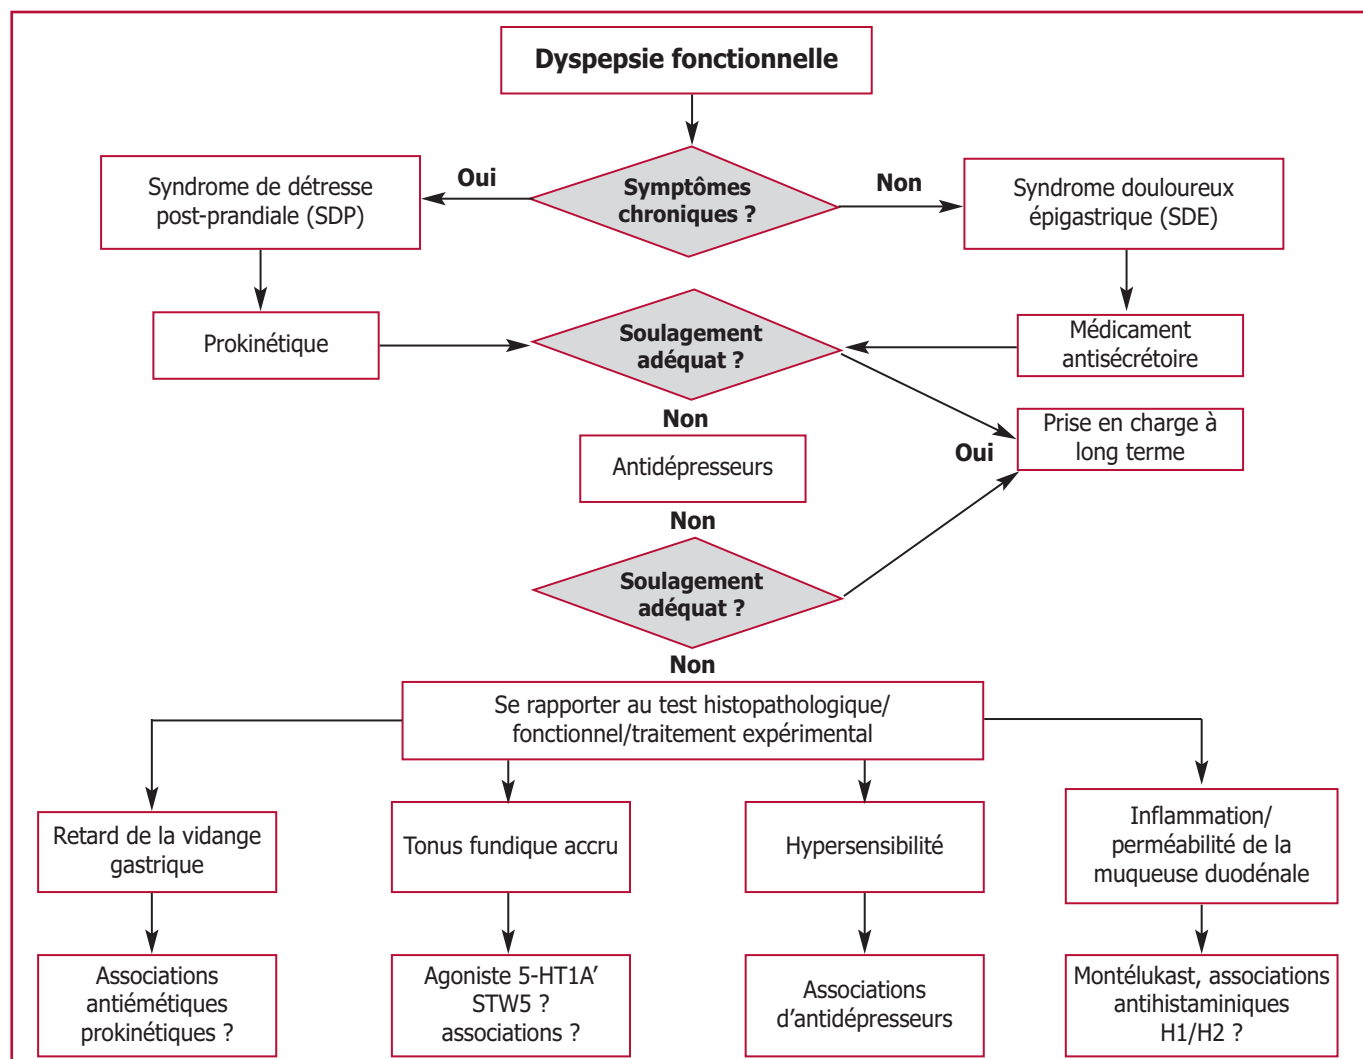 Dyspepsie fonctionnelle
Oui
Symptômes
chroniques ?
Non
Syndrome de détresse
post-prandiale (SDP)
Syndrome douloureux
épigastrique (SDE)
Prokinétique
Soulagement
adéquat ?
Médicament
antisécrétoire
Non
Oui
Prise en charge à
long terme
Antidépresseurs
Non
Soulagement
adéquat ?
Non
Se rapporter au test histopathologique/
fonctionnel/traitement expérimental
Retard de la vidange
gastrique
Tonus fundique accru
Hypersensibilité
Inflammation/
perméabilité de la
muqueuse duodénale
Associations
antiémétiques
prokinétiques ?
Agoniste 5-HT1A’
STW5 ?
associations ?
Associations
d’antidépresseurs
Montélukast, associations
antihistaminiques
H1/H2 ?